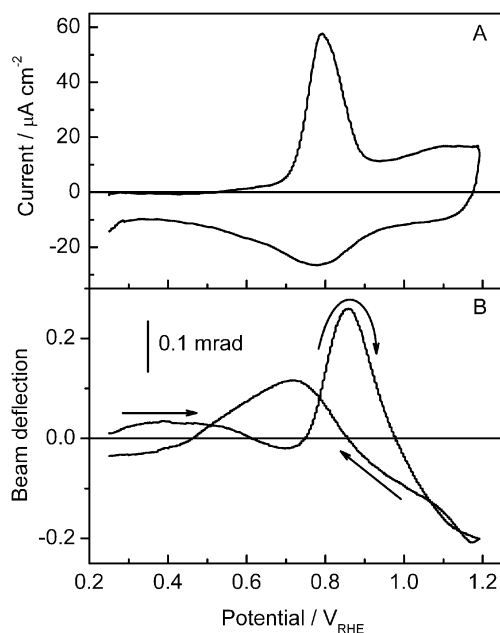 A
Current / μA cm⁻²
60
40
20
0
-20
B
Beam deflection
0.1 mrad
0.2
0.0
-0.2
0.2 0.4 0.6 0.8 1.0 1.2
Potential / V_RHE